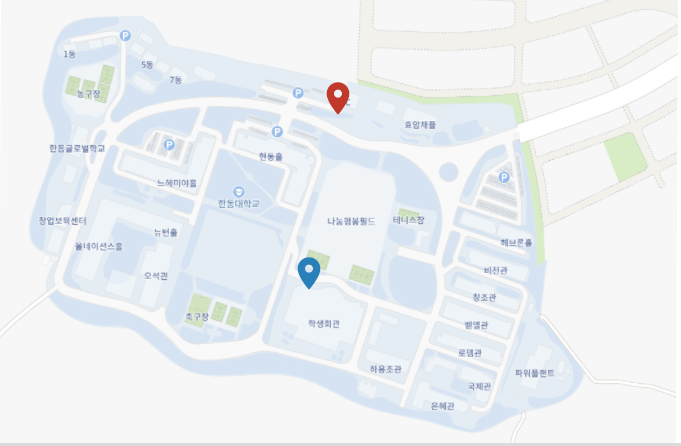 P
1동
5동
7동
농구장
P
효암채플
한동글로벌학교
P
P
현동홀
느헤미야홀
P
한동대학교
창업보육센터
나눔평봉필드
테니스장
올네이션스홀
뉴턴홀
헤브론홀
오석관
비전관
창조관
축구장
학생회관
벧엘관
로뎀관
하용조관
국제관
파워플랜트
은혜관